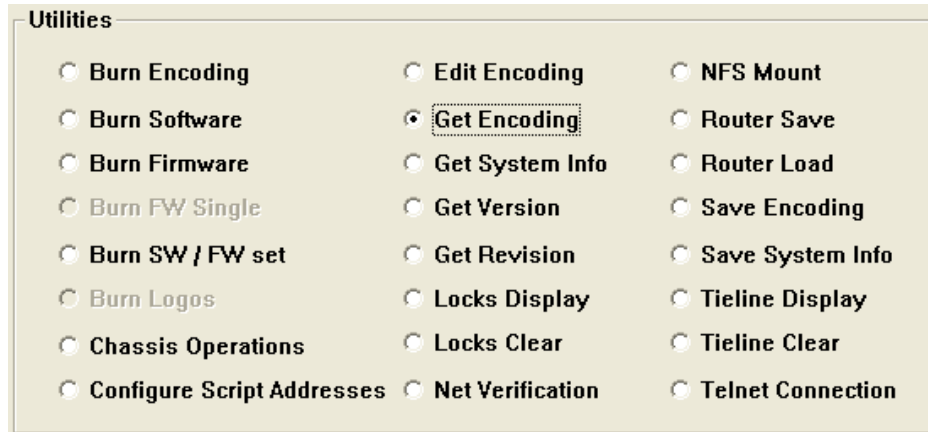 Utilities
Burn Encoding Edit Encoding NFS Mount
Burn Software Get Encoding Router Save
Burn Firmware Get System Info Router Load
Burn FW Single Get Version Save Encoding
Burn SW / FW set Get Revision Save System Info
Burn Logos Locks Display Tieline Display
Chassis Operations Locks Clear Tieline Clear
Configure Script Addresses Net Verification Telnet Connection